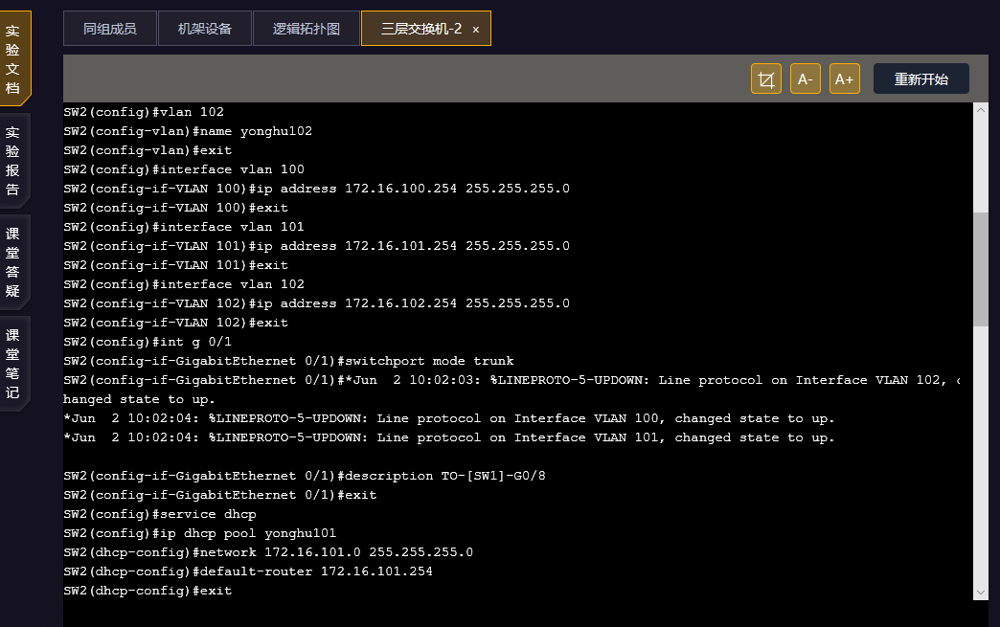 实验文档
实验报告
课堂答疑
课堂笔记
同组成员 机架设备 逻辑拓扑图 三层交换机-2 ×
A- A+ 重新开始
SW2(config)#vlan 102
SW2(config-vlan)#name yonghu102
SW2(config-vlan)#exit
SW2(config)#interface vlan 100
SW2(config-if-VLAN 100)#ip address 172.16.100.254 255.255.255.0
SW2(config-if-VLAN 100)#exit
SW2(config)#interface vlan 101
SW2(config-if-VLAN 101)#ip address 172.16.101.254 255.255.255.0
SW2(config-if-VLAN 101)#exit
SW2(config)#interface vlan 102
SW2(config-if-VLAN 102)#ip address 172.16.102.254 255.255.255.0
SW2(config-if-VLAN 102)#exit
SW2(config)#int g 0/1
SW2(config-if-GigabitEthernet 0/1)#switchport mode trunk
SW2(config-if-GigabitEthernet 0/1)#*Jun  2 10:02:03: %LINEPROTO-5-UPDOWN: Line protocol on Interface VLAN 102, c
hanged state to up.
*Jun  2 10:02:04: %LINEPROTO-5-UPDOWN: Line protocol on Interface VLAN 100, changed state to up.
*Jun  2 10:02:04: %LINEPROTO-5-UPDOWN: Line protocol on Interface VLAN 101, changed state to up.
SW2(config-if-GigabitEthernet 0/1)#description TO-[SW1]-G0/8
SW2(config-if-GigabitEthernet 0/1)#exit
SW2(config)#service dhcp
SW2(config)#ip dhcp pool yonghu101
SW2(dhcp-config)#network 172.16.101.0 255.255.255.0
SW2(dhcp-config)#default-router 172.16.101.254
SW2(dhcp-config)#exit